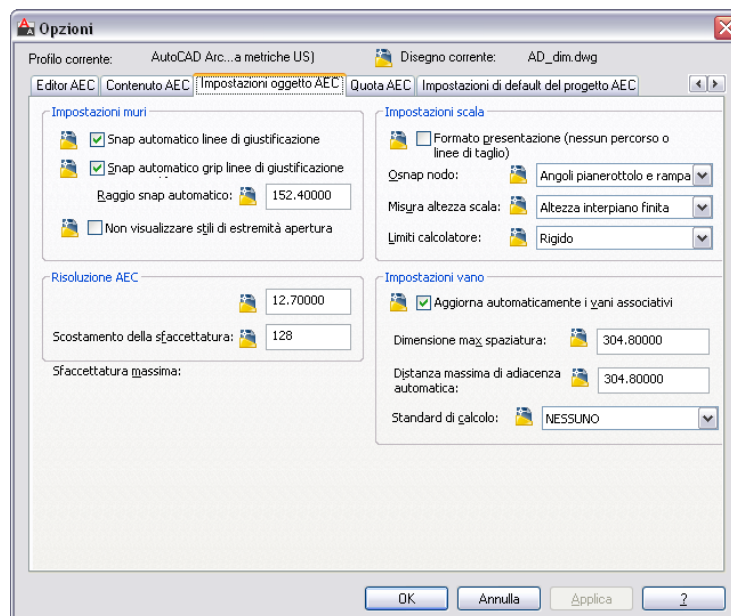 Opzioni
Profilo corrente: AutoCAD Arc...a metriche US) Disegno corrente: AD_dim.dwg
Editor AEC Contenuto AEC Impostazioni oggetto AEC Quota AEC Impostazioni di default del progetto AEC
Impostazioni muri
Snap automatico linee di giustificazione
Snap automatico grip linee di giustificazione
Raggio snap automatico: 152.40000
Non visualizzare stili di estremità apertura
Risoluzione AEC
12.70000
Scostamento della sfaccettatura: 128
Sfaccettatura massima:
Impostazioni scala
Formato presentazione (nessun percorso o
linee di taglio)
Osnap nodo: Angoli pianerottolo e rampa
Misura altezza scala: Altezza interpiano finita
Limiti calcolatore: Rigido
Impostazioni vano
Aggiorna automaticamente i vani associativi
Dimensione max spaziatura: 304.80000
Distanza massima di adiacenza
automatica: 304.80000
Standard di calcolo: NESSUNO
OK Annulla Applica ?